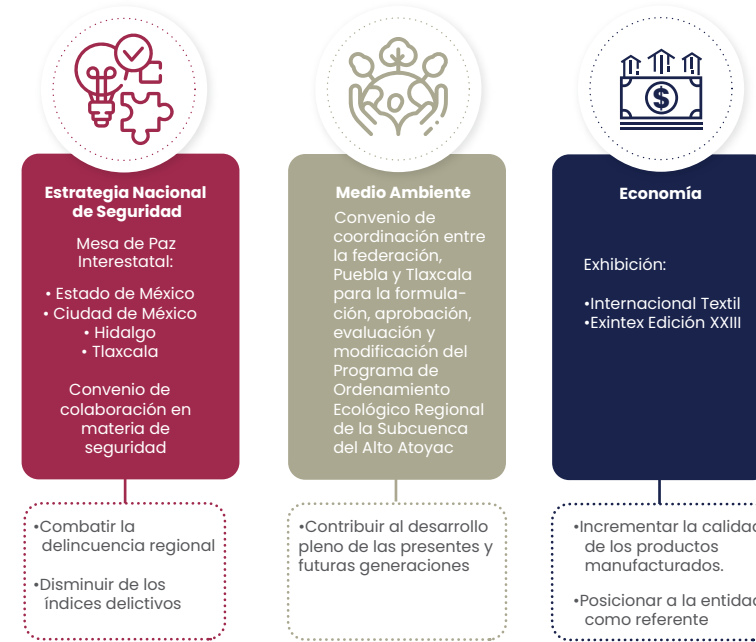 Estrategia Nacional
de Seguridad
Mesa de Paz
Interestatal:
• Estado de México
• Ciudad de México
• Hidalgo
• Tlaxcala
Convenio de
colaboración en
materia de
seguridad
•Combatir la
delincuencia regional
•Disminuir de los
índices delictivos
Medio Ambiente
Convenio de
coordinación entre
la federación,
Puebla y Tlaxcala
para la formula-
ción, aprobación,
evaluación y
modificación del
Programa de
Ordenamiento
Ecológico Regional
de la Subcuenca
del Alto Atoyac
•Contribuir al desarrollo
pleno de las presentes y
futuras generaciones
$
Economía
Exhibición:
•Internacional Textil
•Exintex Edición XXIII
•Incrementar la calidad
de los productos
manufacturados.
•Posicionar a la entidad
como referente